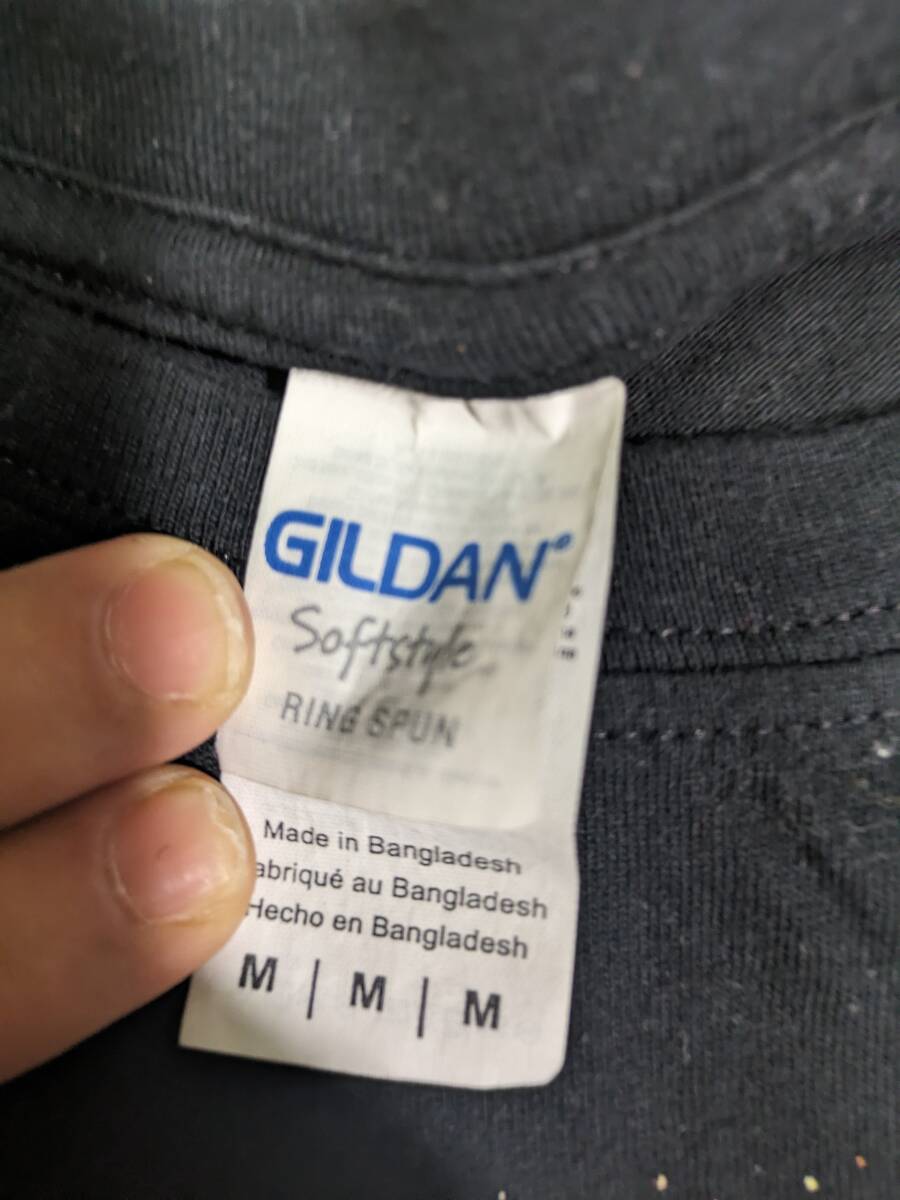 GILDAN®
Softstyle
RING SPUN
Made in Bangladesh
abriqué au Bangladesh
Hecho en Bangladesh
M | M | M